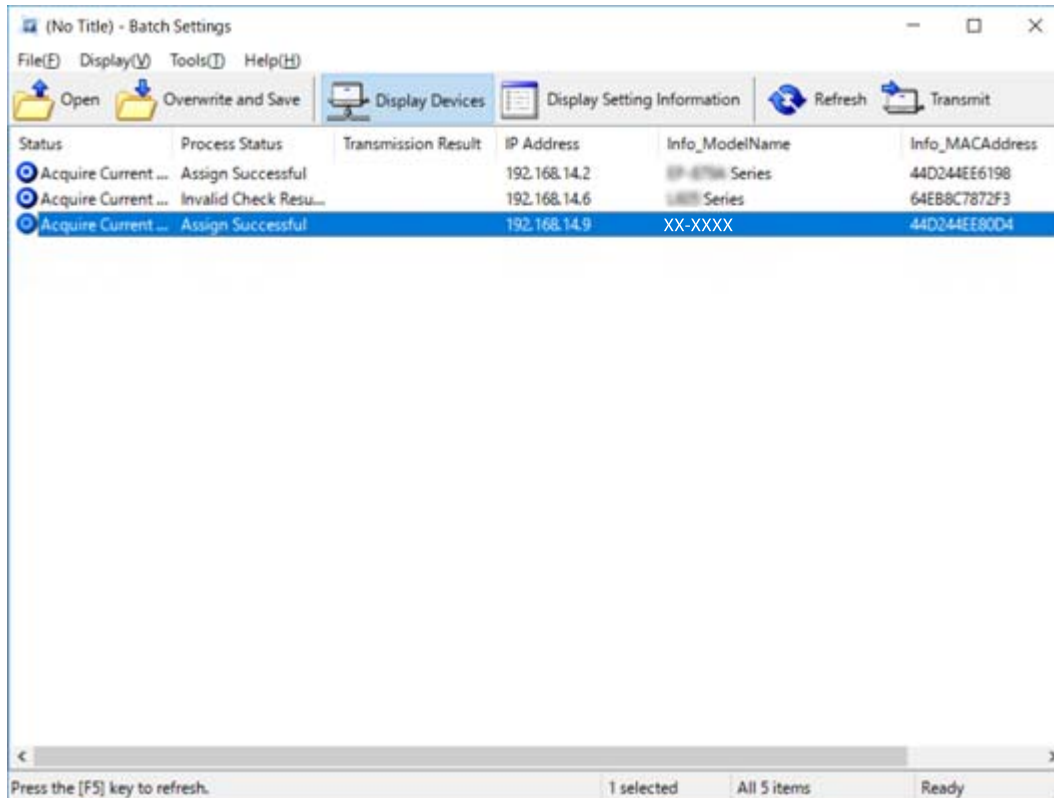 (No Title) - Batch Settings
File(F) Display(V) Tools(T) Help(H)
Open Overwrite and Save Display Devices Display Setting Information Refresh Transmit
Status Process Status Transmission Result IP Address Info_ModelName Info_MACAddress
Acquire Current ... Assign Successful 192.168.14.2 Series 44D244EE6198
Acquire Current ... Invalid Check Resu... 192.168.14.6 Series 64EB8C7872F3
Acquire Current ... Assign Successful 192.168.14.9 XX-XXXX 44D244EE80D4
Press the [F5] key to refresh. 1 selected All 5 items Ready